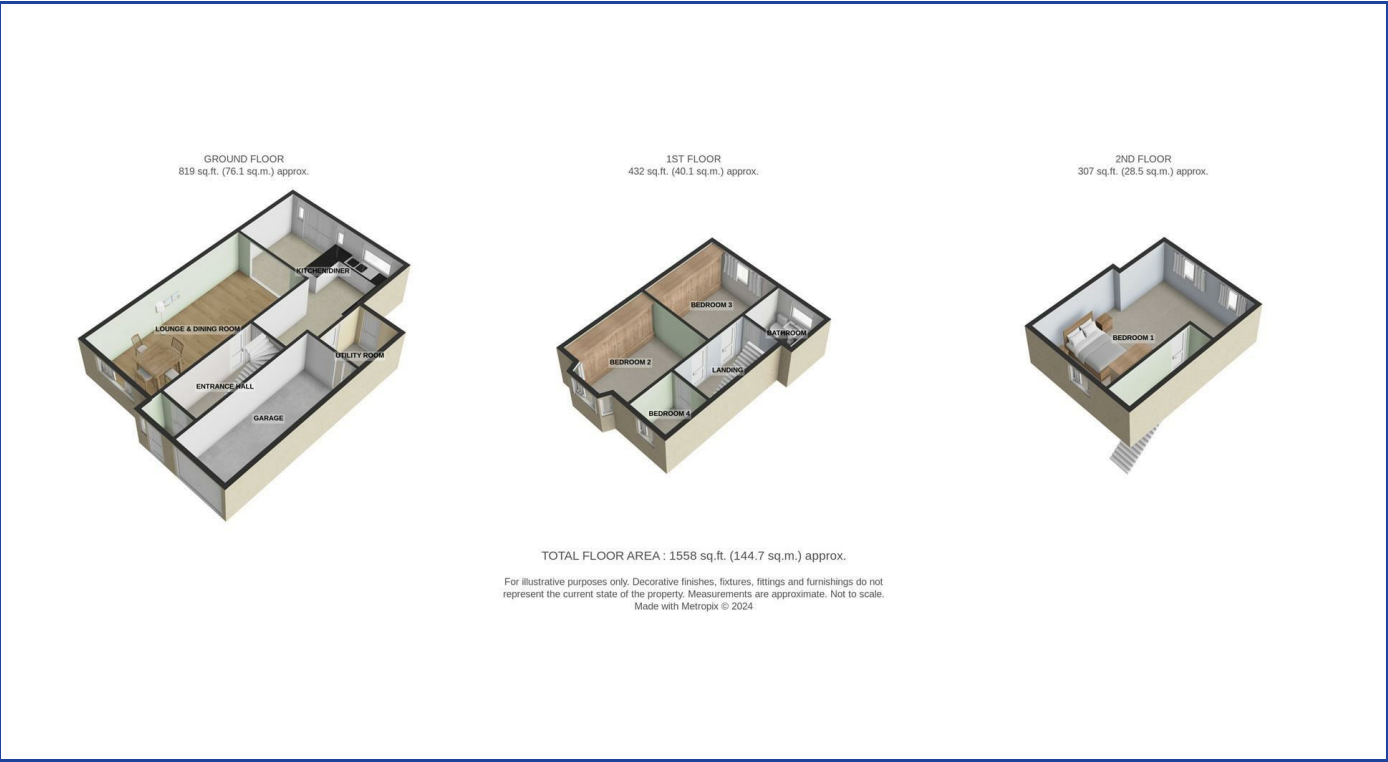 GROUND FLOOR
819 sq.ft. (76.1 sq.m.) approx.
KITCHEN/DINER
LOUNGE & DINING ROOM
UTILITY ROOM
ENTRANCE HALL
GARAGE
1ST FLOOR
432 sq.ft. (40.1 sq.m.) approx.
BEDROOM 3
BATHROOM
BEDROOM 2
LANDING
BEDROOM 4
2ND FLOOR
307 sq.ft. (28.5 sq.m.) approx.
BEDROOM 1
TOTAL FLOOR AREA : 1558 sq.ft. (144.7 sq.m.) approx.
For illustrative purposes only. Decorative finishes, fixtures, fittings and furnishings do not
represent the current state of the property. Measurements are approximate. Not to scale.
Made with Metropix © 2024